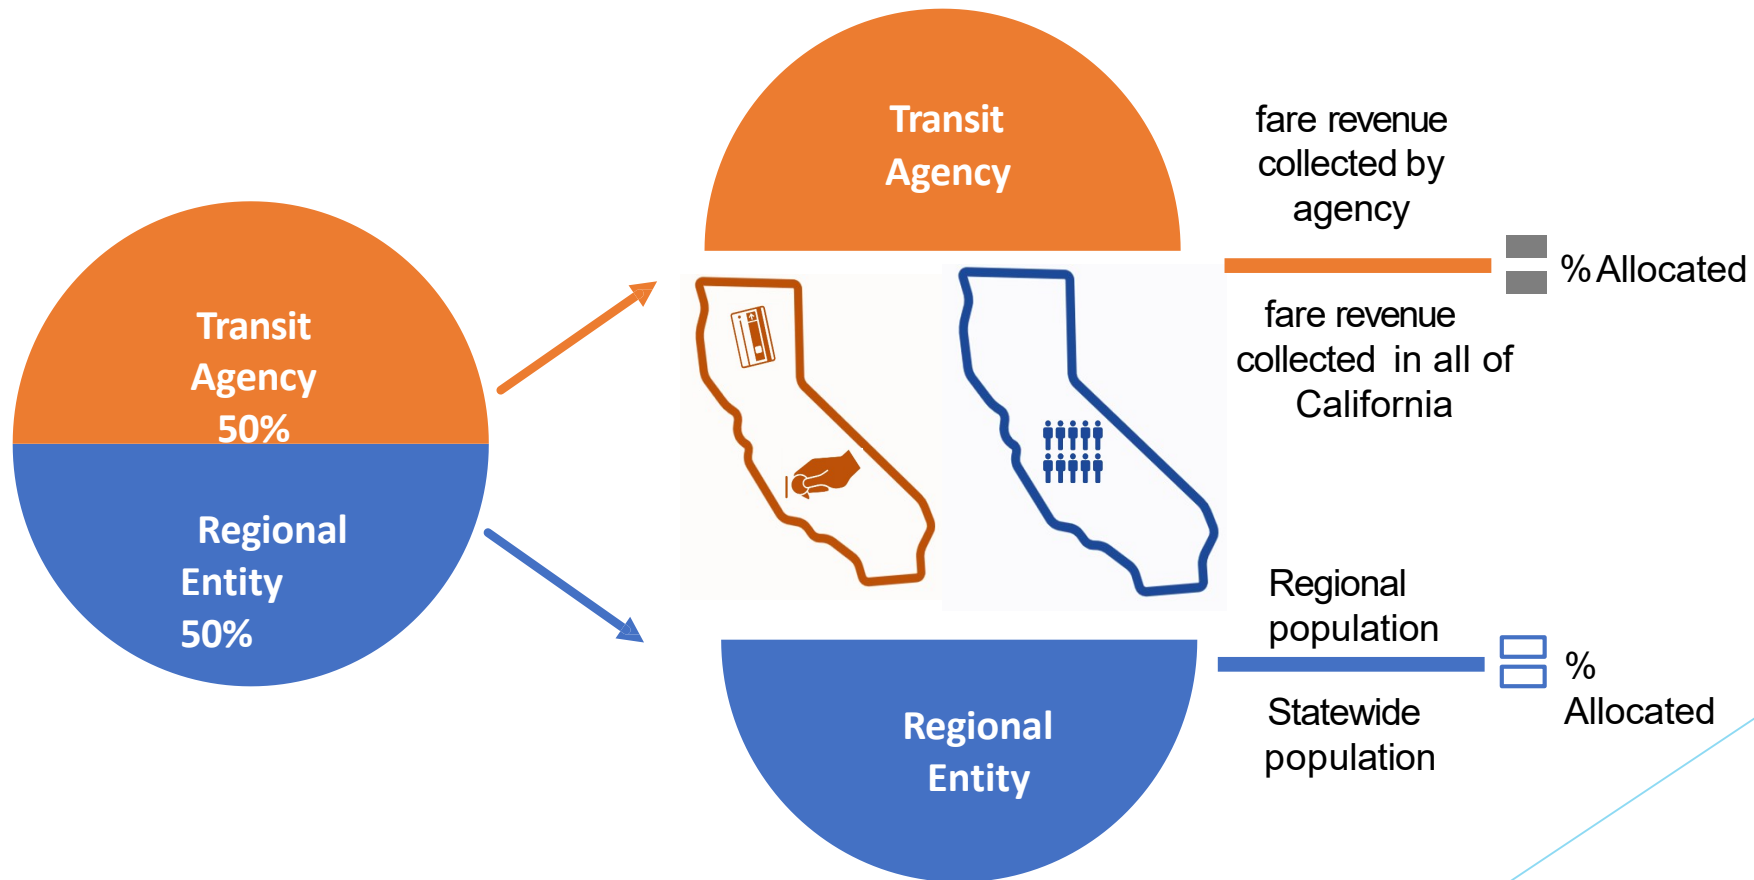 Transit
Agency
50%
Regional
Entity
50%
Transit
Agency
fare revenue
collected by
agency
fare revenue
collected in all of
California
% Allocated
Regional
Entity
Regional
population
Statewide
population
%
Allocated